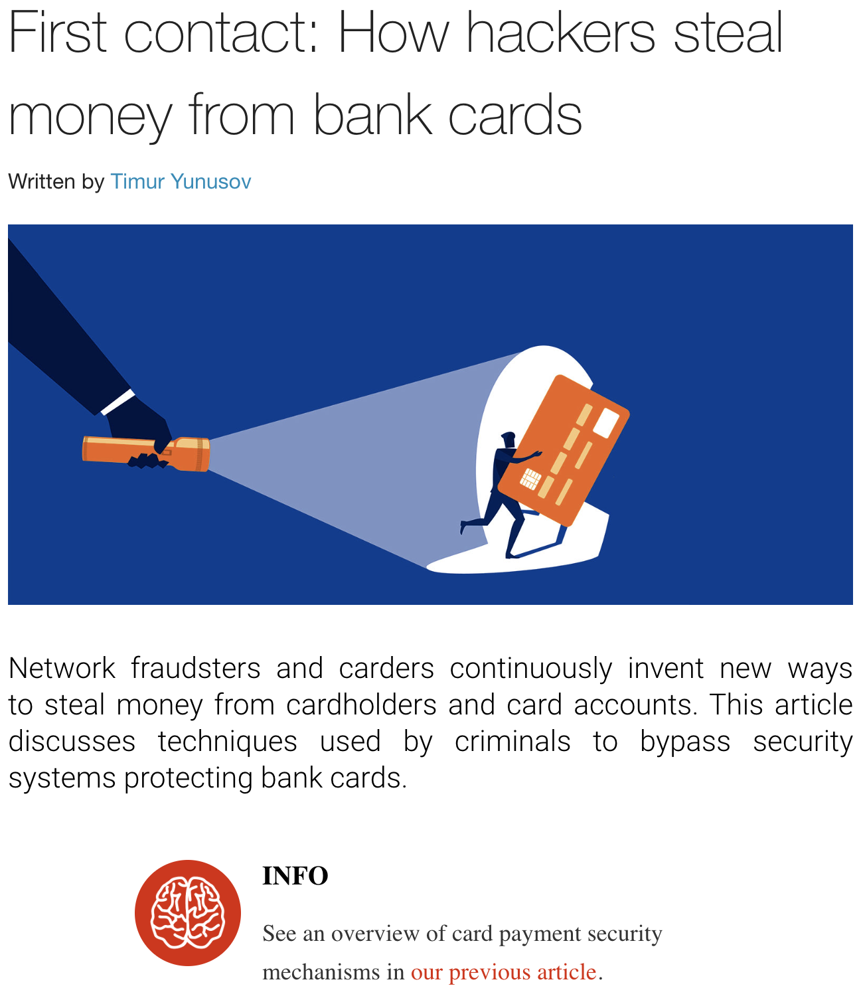 First contact: How hackers steal
money from bank cards
Written by Timur Yunusov
Network fraudsters and carders continuously invent new ways
to steal money from cardholders and card accounts. This article
discusses techniques used by criminals to bypass security
systems protecting bank cards.
INFO
See an overview of card payment security
mechanisms in our previous article.